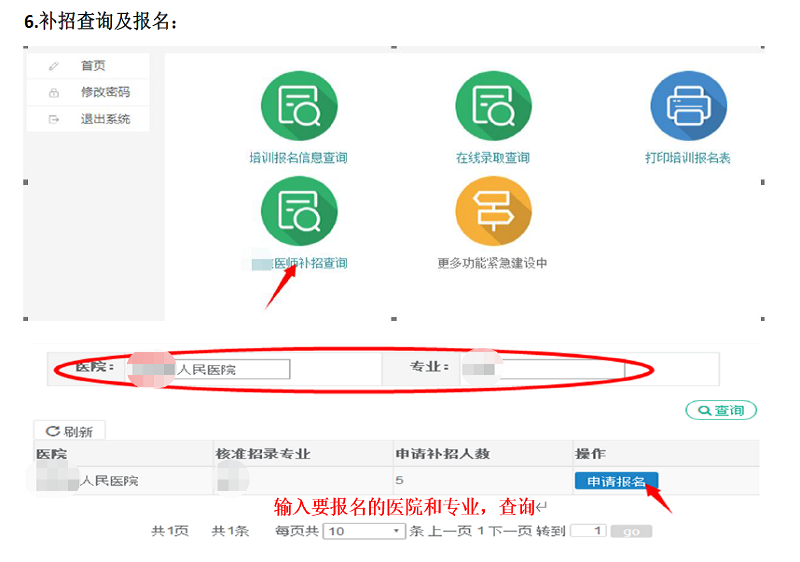 6.补招查询及报名：
首页
修改密码
退出系统
培训报名信息查询
在线录取查询
打印培训报名表
医师补招查询
更多功能紧急建设中
医院：
人民医院
专业：
查询
刷新
医院 核准招录专业 申请补招人数 操作
人民医院 5 申请报名
输入要报名的医院和专业，查询
共1页 共1条 每页共 10 条 上一页 1 下一页 转到 1 go